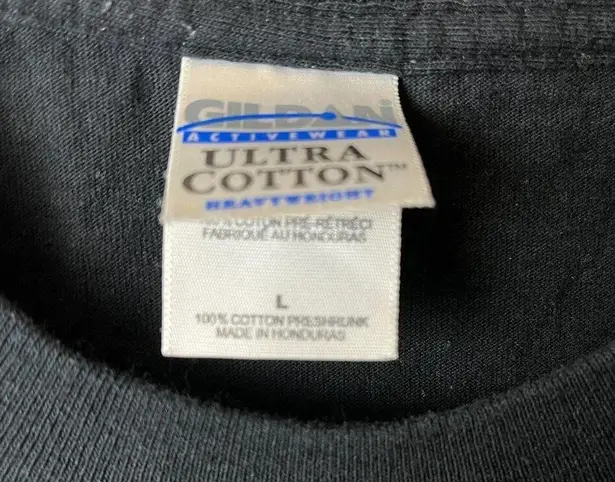 GILDAN
ACTIVEWEAR
ULTRA
COTTON™
HEAVYWEIGHT
100% COTON PRÉ-RÉTRÉCI
FABRIQUÉ AU HONDURAS
L
100% COTTON PRESHRUNK
MADE IN HONDURAS